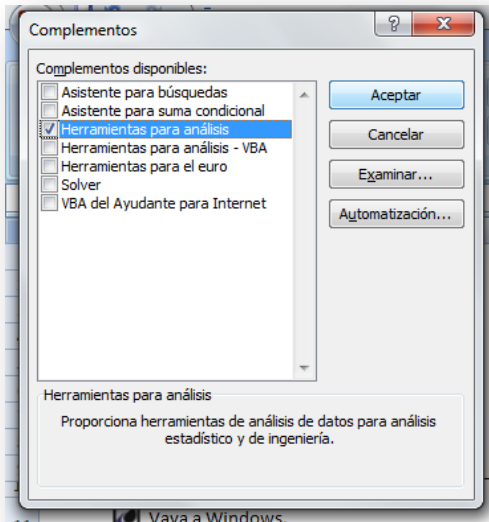 Complementos
Complementos disponibles:
Asistente para búsquedas
Asistente para suma condicional
Herramientas para análisis
Herramientas para análisis - VBA
Herramientas para el euro
Solver
VBA del Ayudante para Internet
Aceptar
Cancelar
Examinar...
Automatización...
Herramientas para análisis
Proporciona herramientas de análisis de datos para análisis
estadístico y de ingeniería.
Vaya a Windows.